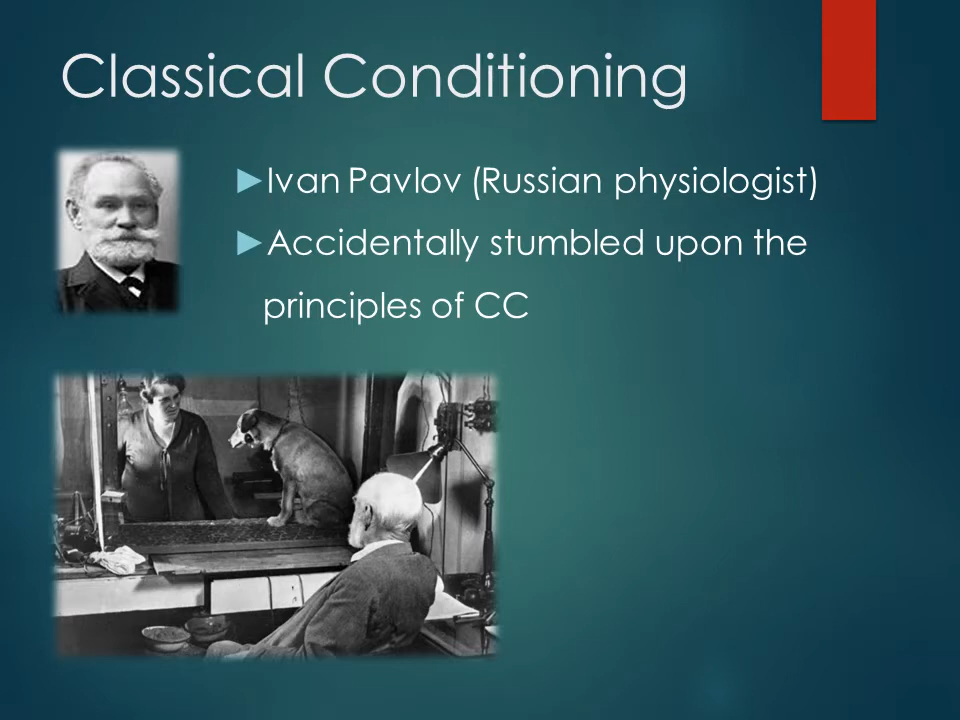 Classical Conditioning
►Ivan Pavlov (Russian physiologist)
►Accidentally stumbled upon the
principles of CC